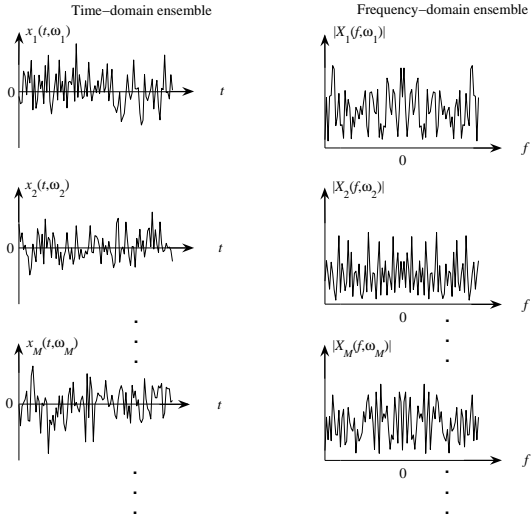 Time–domain ensemble
Frequency–domain ensemble
x1(t,ω1)
|X1(f,ω1)|
0
t
f
0
x2(t,ω2)
|X2(f,ω2)|
0
t
f
0
xM(t,ωM)
|XM(f,ωM)|
0
t
f
0